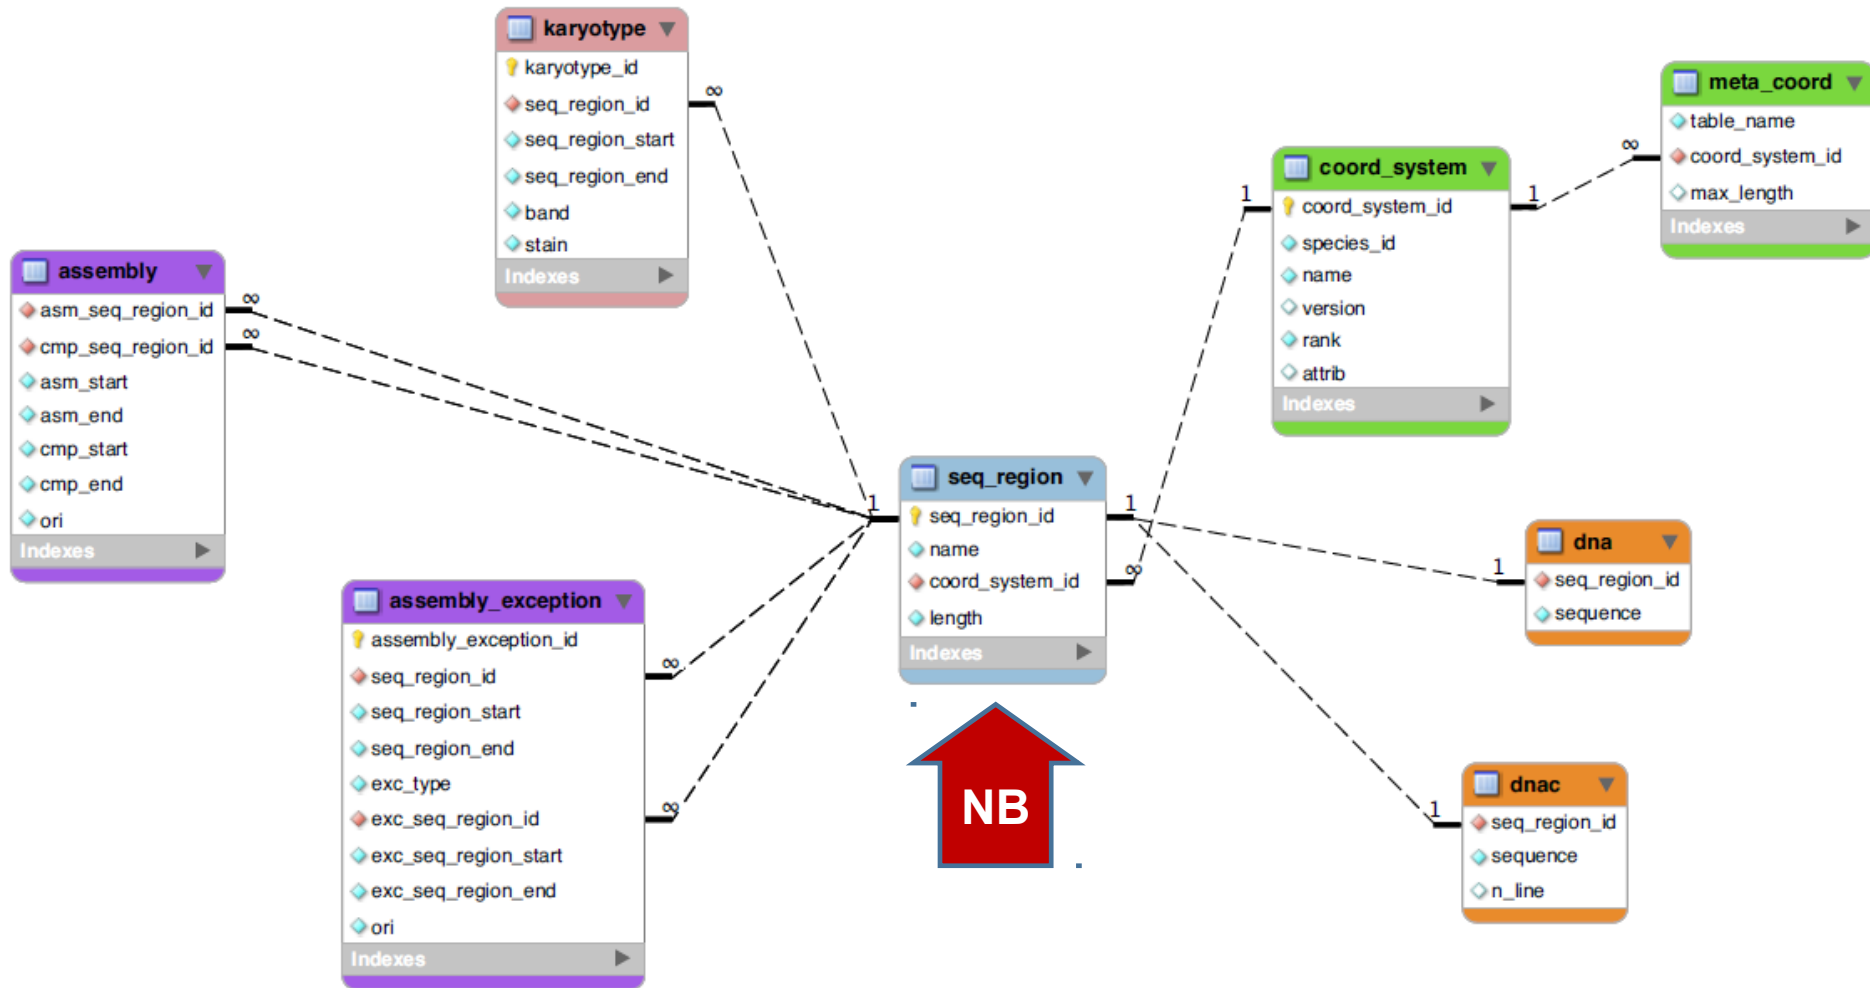 karyotype
karyotype_id
seq_region_id
seq_region_start
seq_region_end
band
stain
Indexes
∞
meta_coord
table_name
coord_system_id
max_length
Indexes
∞
coord_system
coord_system_id
species_id
name
version
rank
attrib
Indexes
1
1
assembly
asm_seq_region_id
cmp_seq_region_id
asm_start
asm_end
cmp_start
cmp_end
ori
Indexes
∞
∞
seq_region
seq_region_id
name
coord_system_id
length
Indexes
1
1
∞
dna
seq_region_id
sequence
1
assembly_exception
assembly_exception_id
seq_region_id
seq_region_start
seq_region_end
exc_type
exc_seq_region_id
exc_seq_region_start
exc_seq_region_end
ori
Indexes
∞
∞
NB
dnac
seq_region_id
sequence
n_line
1